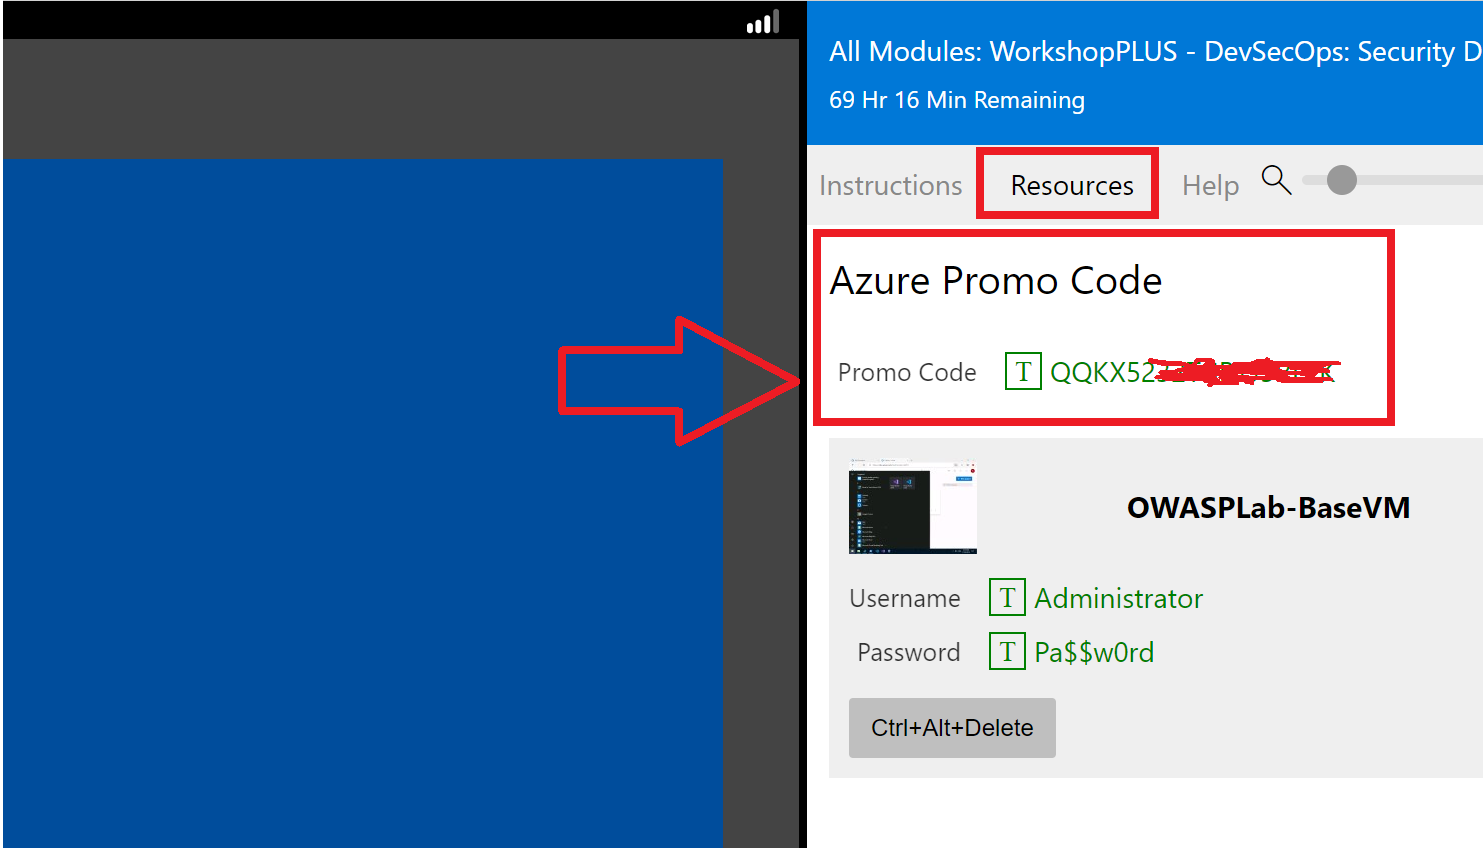 All Modules: WorkshopPLUS - DevSecOps: Security D
69 Hr 16 Min Remaining
Instructions Resources Help
Azure Promo Code
Promo Code T QQKX52
OWASPLab-BaseVM
Username T Administrator
Password T Pa$$w0rd
Ctrl+Alt+Delete